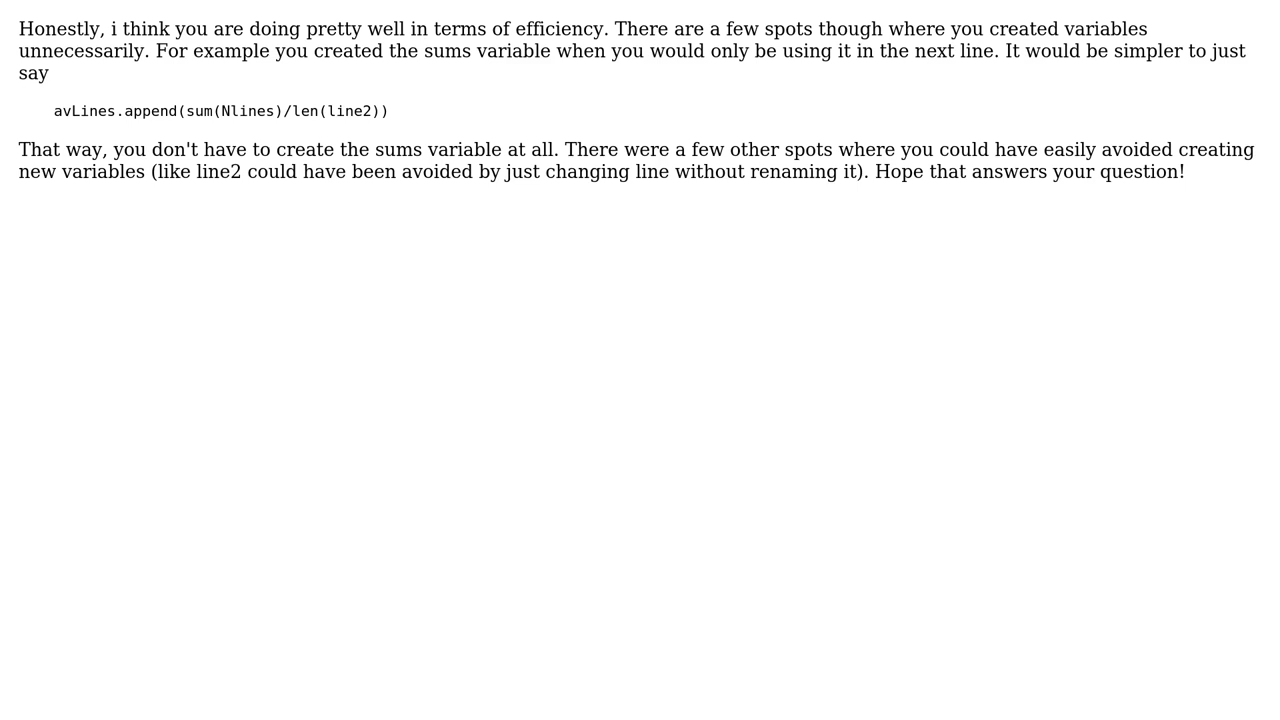 Honestly, i think you are doing pretty well in terms of efficiency. There are a few spots though where you created variables
unnecessarily. For example you created the sums variable when you would only be using it in the next line. It would be simpler to just
say
avLines.append(sum(Nlines)/len(line2))
That way, you don't have to create the sums variable at all. There were a few other spots where you could have easily avoided creating
new variables (like line2 could have been avoided by just changing line without renaming it). Hope that answers your question!